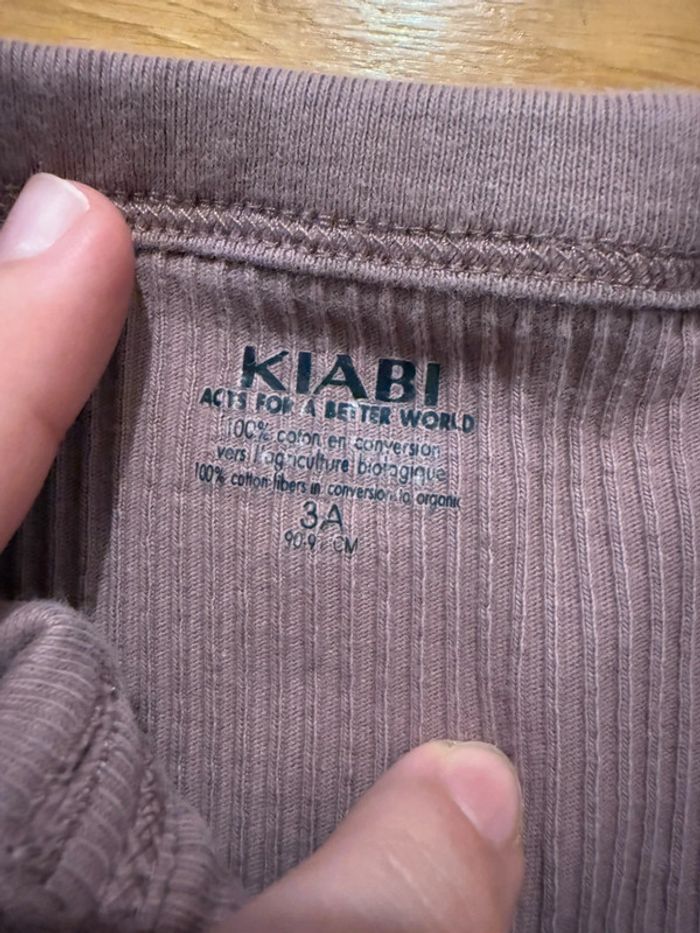 KIABI
ACTS FOR A BETTER WORLD
100% coton en conversion
vers l'agriculture biologique
100% cotton fibers in conversion to organic
3A
CM